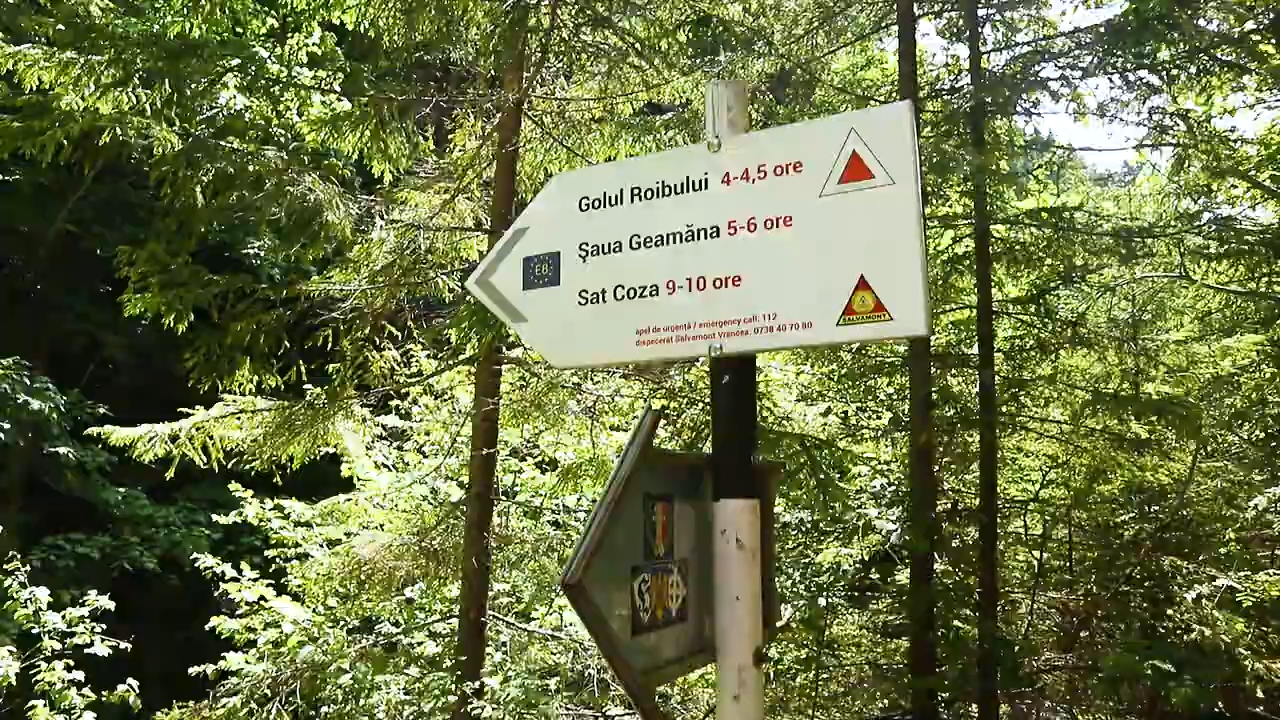 Golul Roibului 4-4,5 ore
Şaua Geamăna 5-6 ore
E8
Sat Coza 9-10 ore
apel de urgență / emergency call: 112
dispecerat Salvamont Vrancea: 0738 40 70 80
SALVAMONT